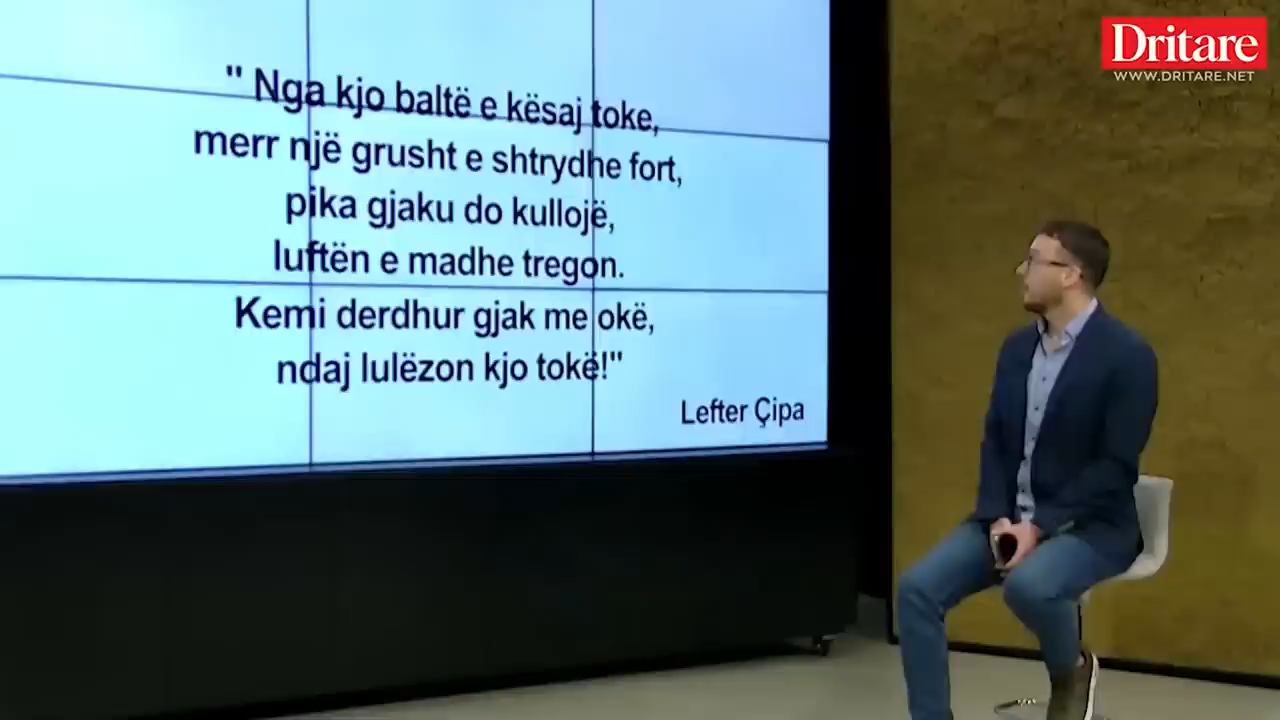 Dritare
WWW.DRITARE.NET
" Nga kjo baltë e kësaj toke,
merr një grusht e shtrydhe fort,
pika gjaku do kullojë,
luftën e madhe tregon.
Kemi derdhur gjak me okë,
ndaj lulëzon kjo tokë!"
Lefter Çipa